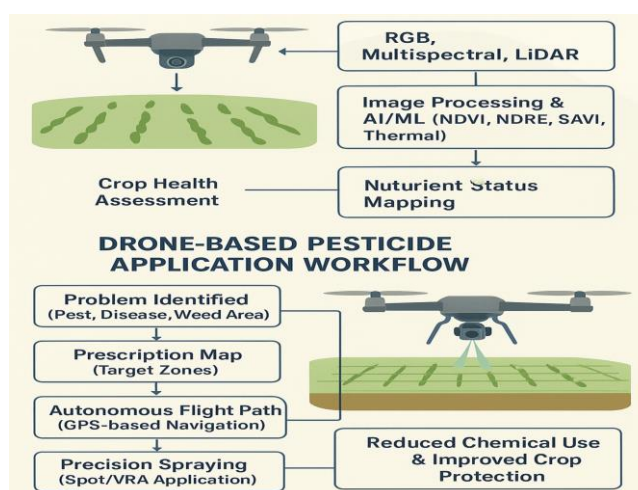 RGB,
Multispectral, LiDAR
Image Processing &
AI/ML (NDVI, NDRE, SAVI,
Thermal)
Crop Health
Assessment
Nuturient Status
Mapping
DRONE-BASED PESTICIDE
APPLICATION WORKFLOW
Problem Identified
(Pest, Disease,Weed Area)
Prescription Map
(Target Zones)
Autonomous Flight Path
(GPS-based Navigation)
Precision Spraying
(Spot/VRA Application)
Reduced Chemical Use
& Improved Crop
Protection